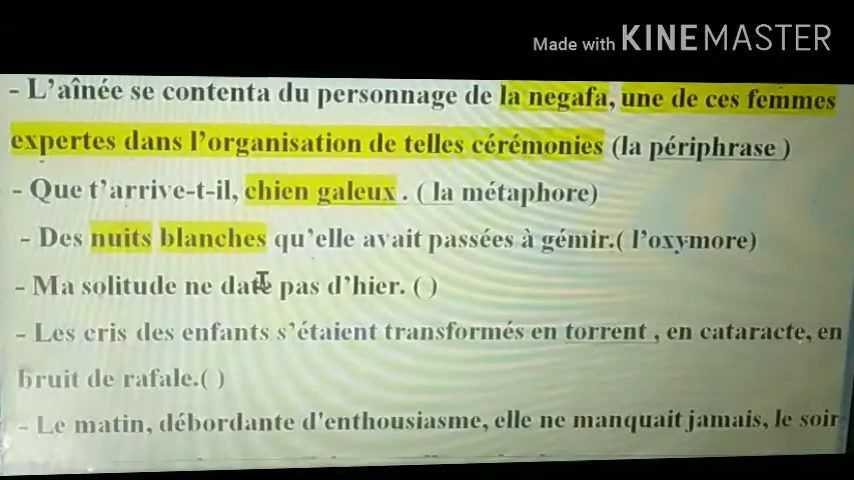 Made with KINEMASTER
- L'aînée se contenta du personnage de la negafa, une de ces femmes
expertes dans l'organisation de telles cérémonies (la périphrase )
- Que t'arrive-t-il, chien galeux . ( la métaphore)
- Des nuits blanches qu'elle avait passées à gémir.( l'oxymore)
- Ma solitude ne date pas d'hier. ( )
- Les cris des enfants s'étaient transformés en torrent , en cataracte, en
bruit de rafale.( )
- Le matin, débordante d'enthousiasme, elle ne manquait jamais, le soir